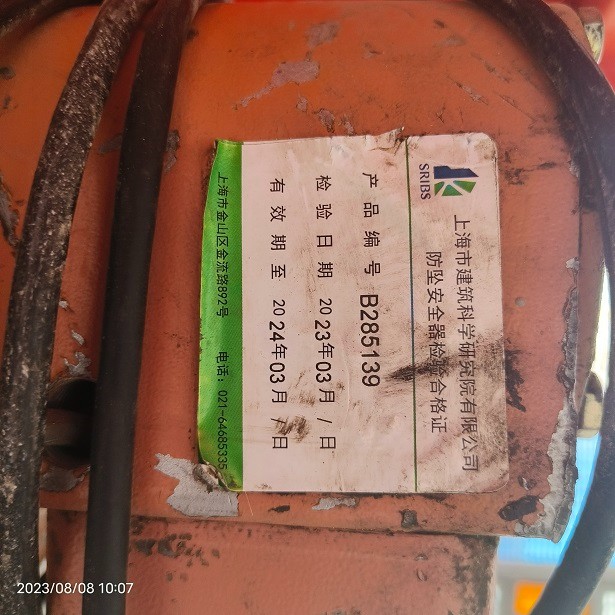 SRIBS
上海市建筑科学研究院有限公司
防坠安全器检验合格证
产品编号 B285139
检验日期 2023年03月/日
有效期至 2024年03月/日
上海市金山区金流路892号 电话：021-64685335
2023/08/08 10:07